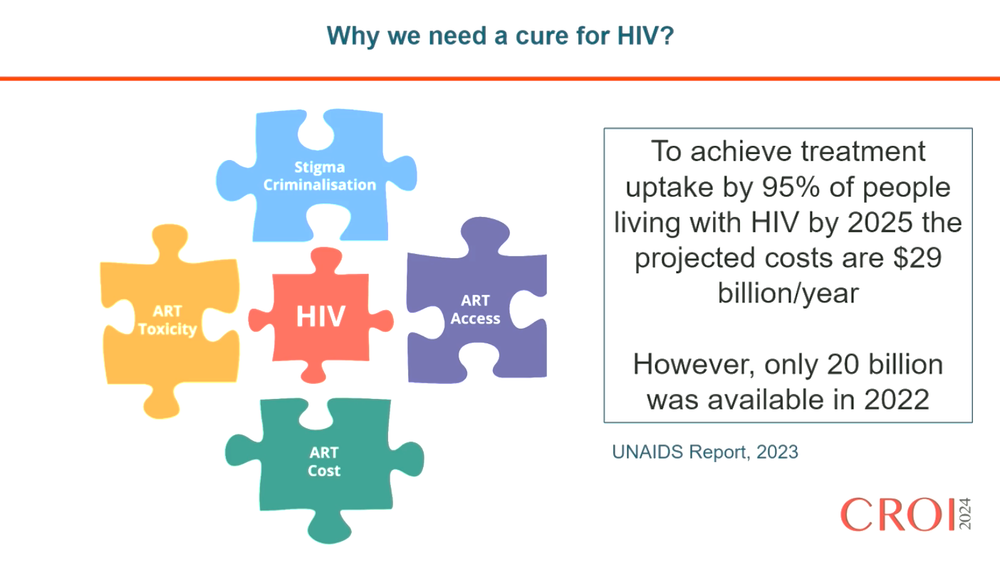 Why we need a cure for HIV?
Stigma
Criminalisation
ART
Toxicity
HIV
ART
Access
ART
Cost
To achieve treatment
uptake by 95% of people
living with HIV by 2025 the
projected costs are $29
billion/year
However, only 20 billion
was available in 2022
UNAIDS Report, 2023
CROI 2024